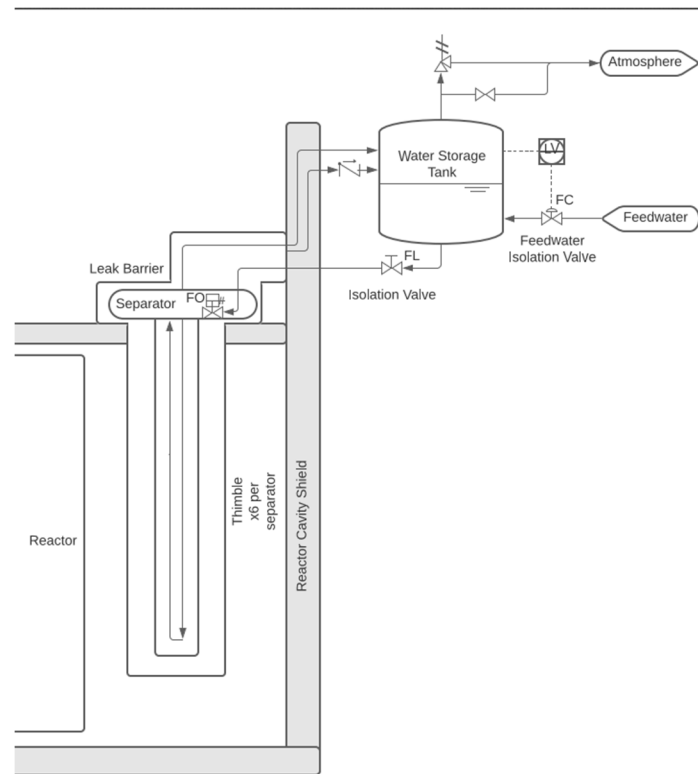 Atmosphere
Water Storage
Tank
LV
FC
Feedwater
Feedwater
Isolation Valve
FL
Isolation Valve
Leak Barrier
Separator
FO
Thimble
x6 per
separator
Reactor Cavity Shield
Reactor